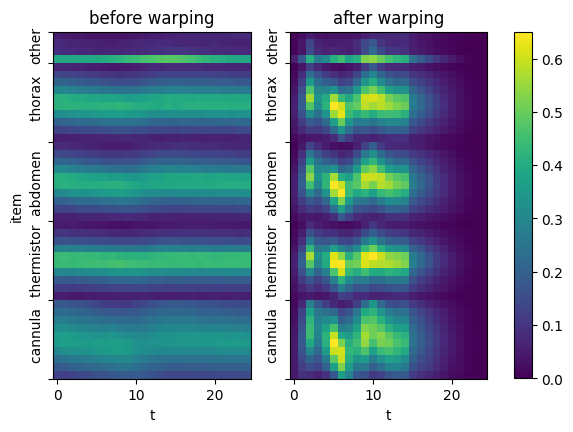 before warping
after warping
other
thorax
abdomen
thermistor
cannula
item
0
10
20
t
other
thorax
abdomen
thermistor
cannula
0
10
20
t
0.6
0.5
0.4
0.3
0.2
0.1
0.0